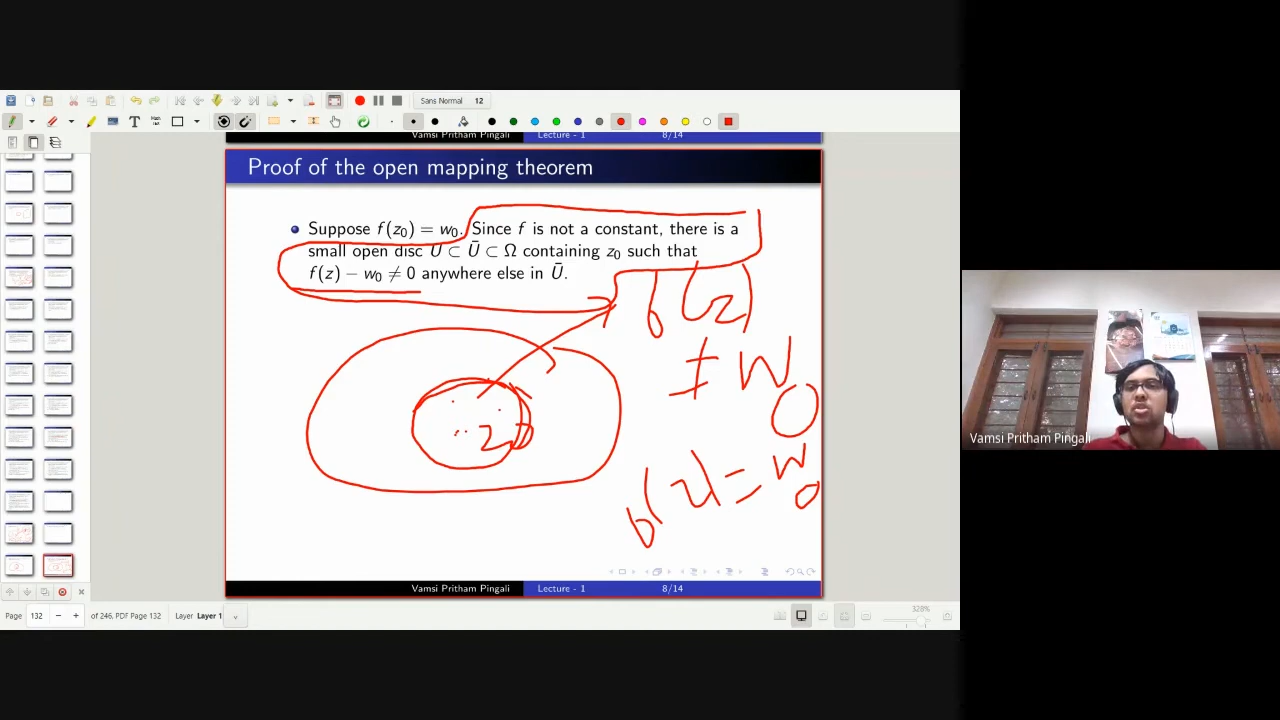 Sans Normal 12
Vamsi Pritham Pingali Lecture - 1 8/14
Proof of the open mapping theorem
Suppose f(z₀) = w₀. Since f is not a constant, there is a
small open disc U ⊂ Ū ⊂ Ω containing z₀ such that
f(z) − w₀ ≠ 0 anywhere else in Ū.
f(z)
≠ w₀
z₀
f(z) = w₀
Vamsi Pritham Pingali Lecture - 1 8/14
Page 132 of 246, PDF Page 132 Layer Layer 1 328%
Vamsi Pritham Pingali